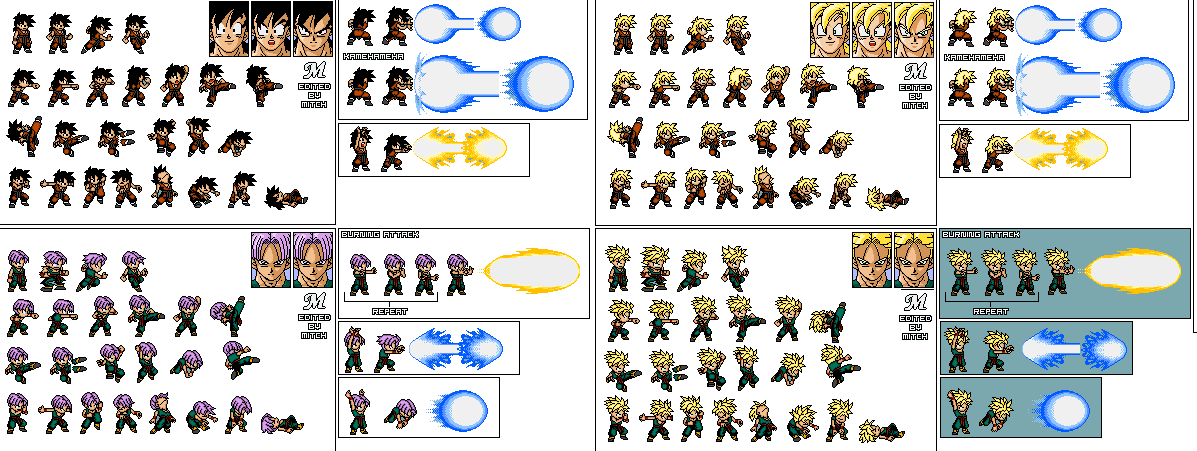 KAMEHAMEHA
M
EDITED
BY
MITCH
KAMEHAMEHA
M
EDITED
BY
MITCH
BURNING ATTACK
REPEAT
M
EDITED
BY
MITCH
BURNING ATTACK
REPEAT
M
EDITED
BY
MITCH